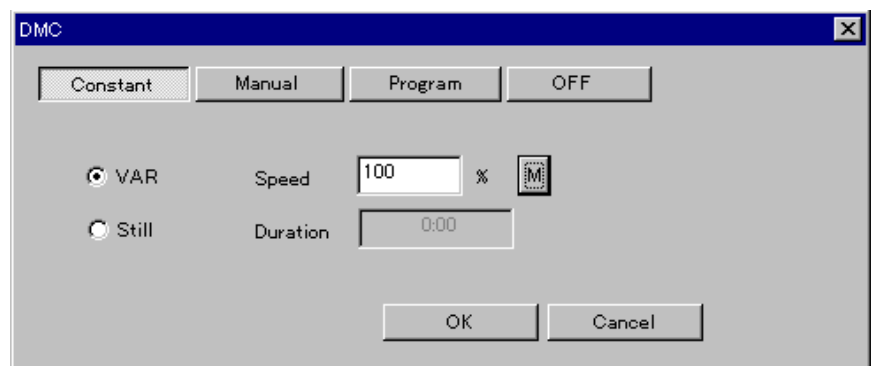 DMC
Constant Manual Program OFF
VAR Speed 100 % M
Still Duration 0:00
OK Cancel